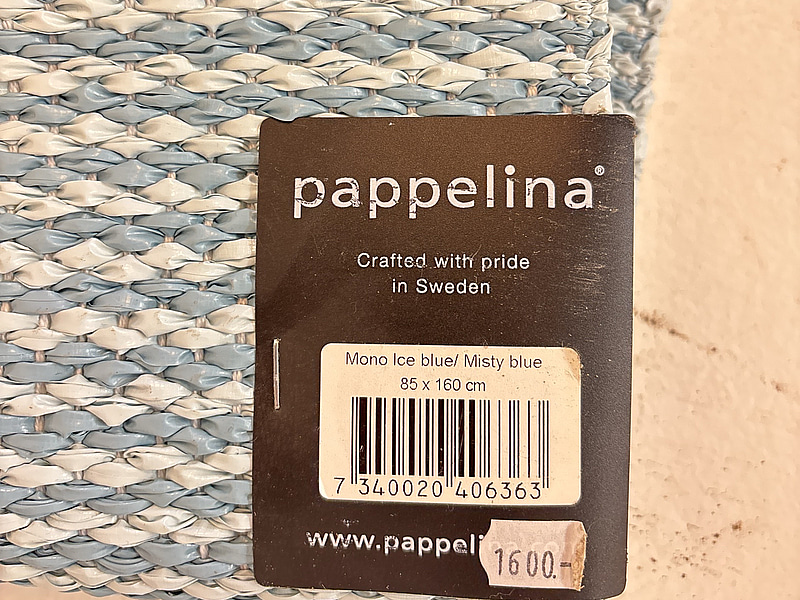 pappelina®
Crafted with pride
in Sweden
Mono Ice blue/ Misty blue
85 x 160 cm
7 340020 406363
www.pappeli
1600.-